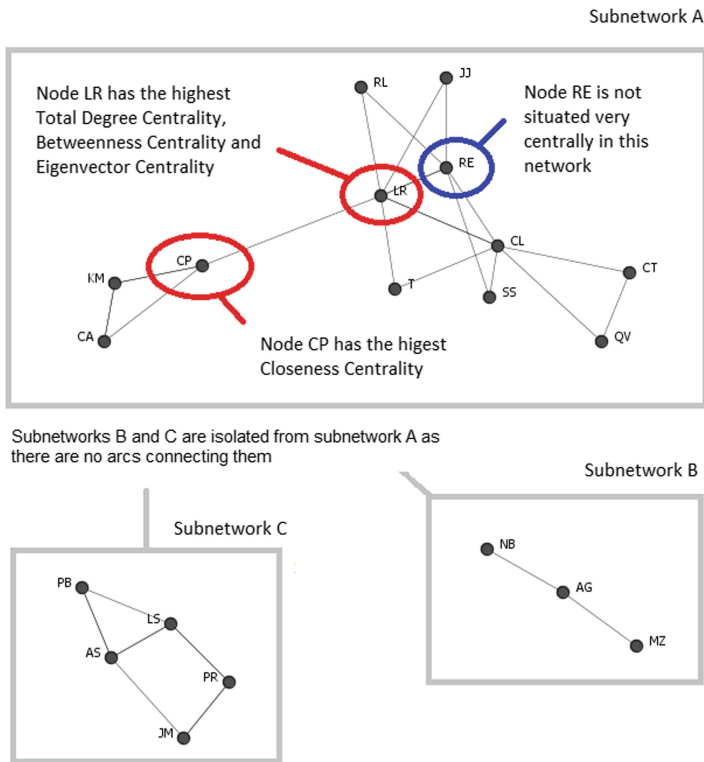 Subnetwork A
Node LR has the highest
Total Degree Centrality,
Betweenness Centrality and
Eigenvector Centrality
Node RE is not
situated very
centrally in this
network
RL
JJ
RE
LR
CL
CP
KM
CA
T
SS
CT
QV
Node CP has the higest
Closeness Centrality
Subnetworks B and C are isolated from subnetwork A as
there are no arcs connecting them
Subnetwork B
Subnetwork C
NB
AG
MZ
PB
LS
AS
PR
JM